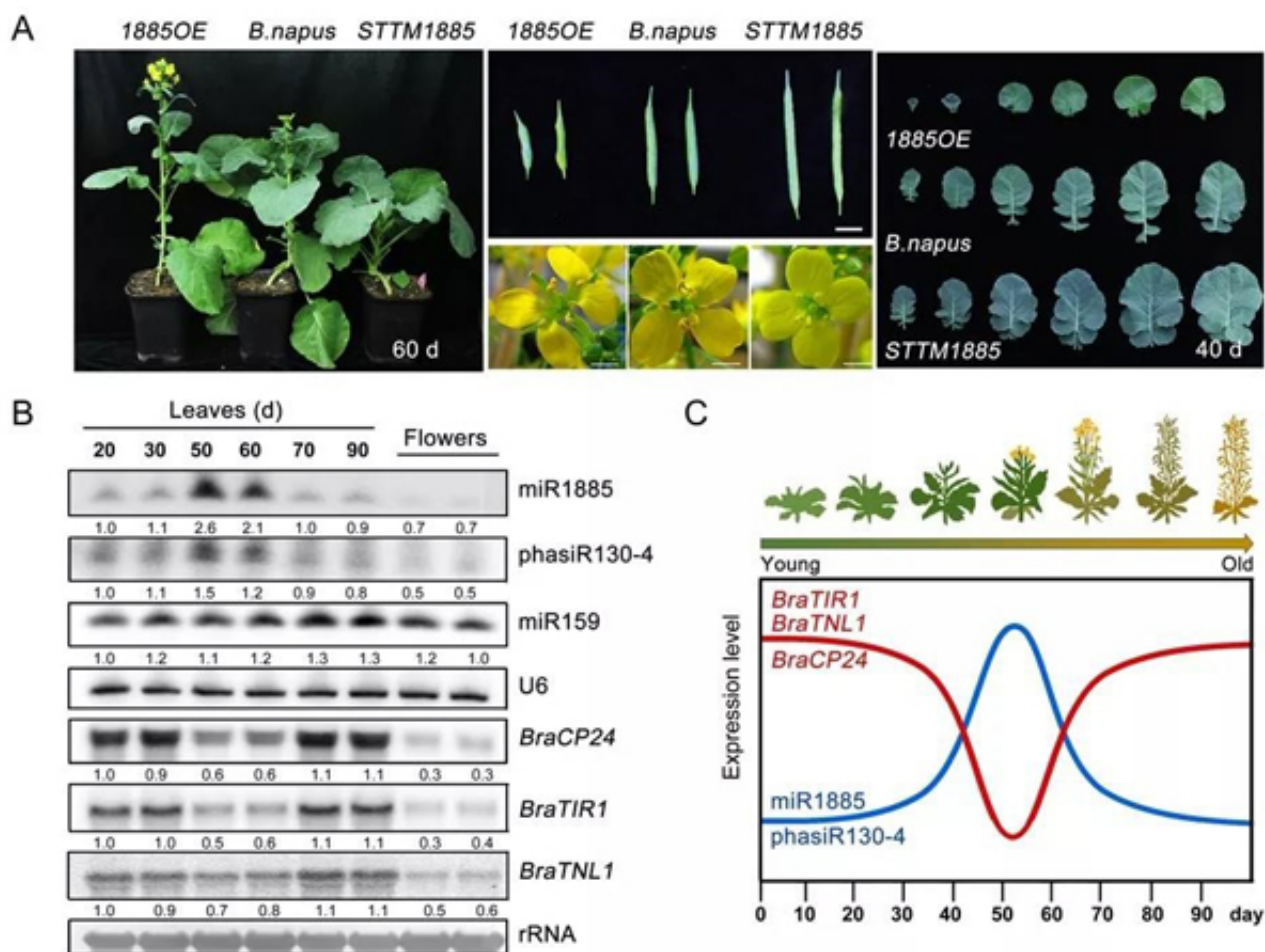 A
1885OE B.napus STTM1885
1885OE B.napus STTM1885
60 d
1885OE
B.napus
STTM1885
40 d
B
Leaves (d)
Flowers
20 30 50 60 70 90
miR1885
1.0 1.1 2.6 2.1 1.0 0.9 0.7 0.7
phasiR130-4
1.0 1.1 1.5 1.2 0.9 0.8 0.5 0.5
miR159
1.0 1.2 1.1 1.2 1.3 1.3 1.2 1.0
U6
BraCP24
1.0 0.9 0.6 0.6 1.1 1.1 0.3 0.3
BraTIR1
1.0 1.0 0.5 0.6 1.1 1.1 0.3 0.4
BraTNL1
1.0 0.9 0.7 0.8 1.1 1.1 0.5 0.6
rRNA
C
Young Old
Expression level
BraTIR1
BraTNL1
BraCP24
miR1885
phasiR130-4
0 10 20 30 40 50 60 70 80 90 day